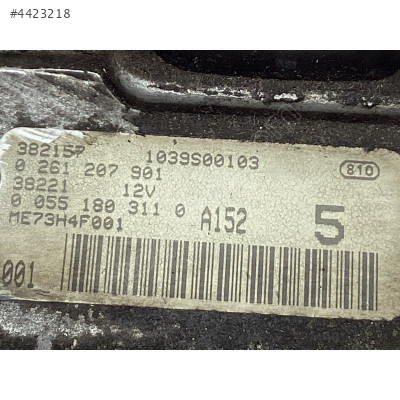 #4423218
382157 1039S00103
0 261 207 901 810
38221 12V
0 055 180 311 0 A152 5
ME73H4F001
001